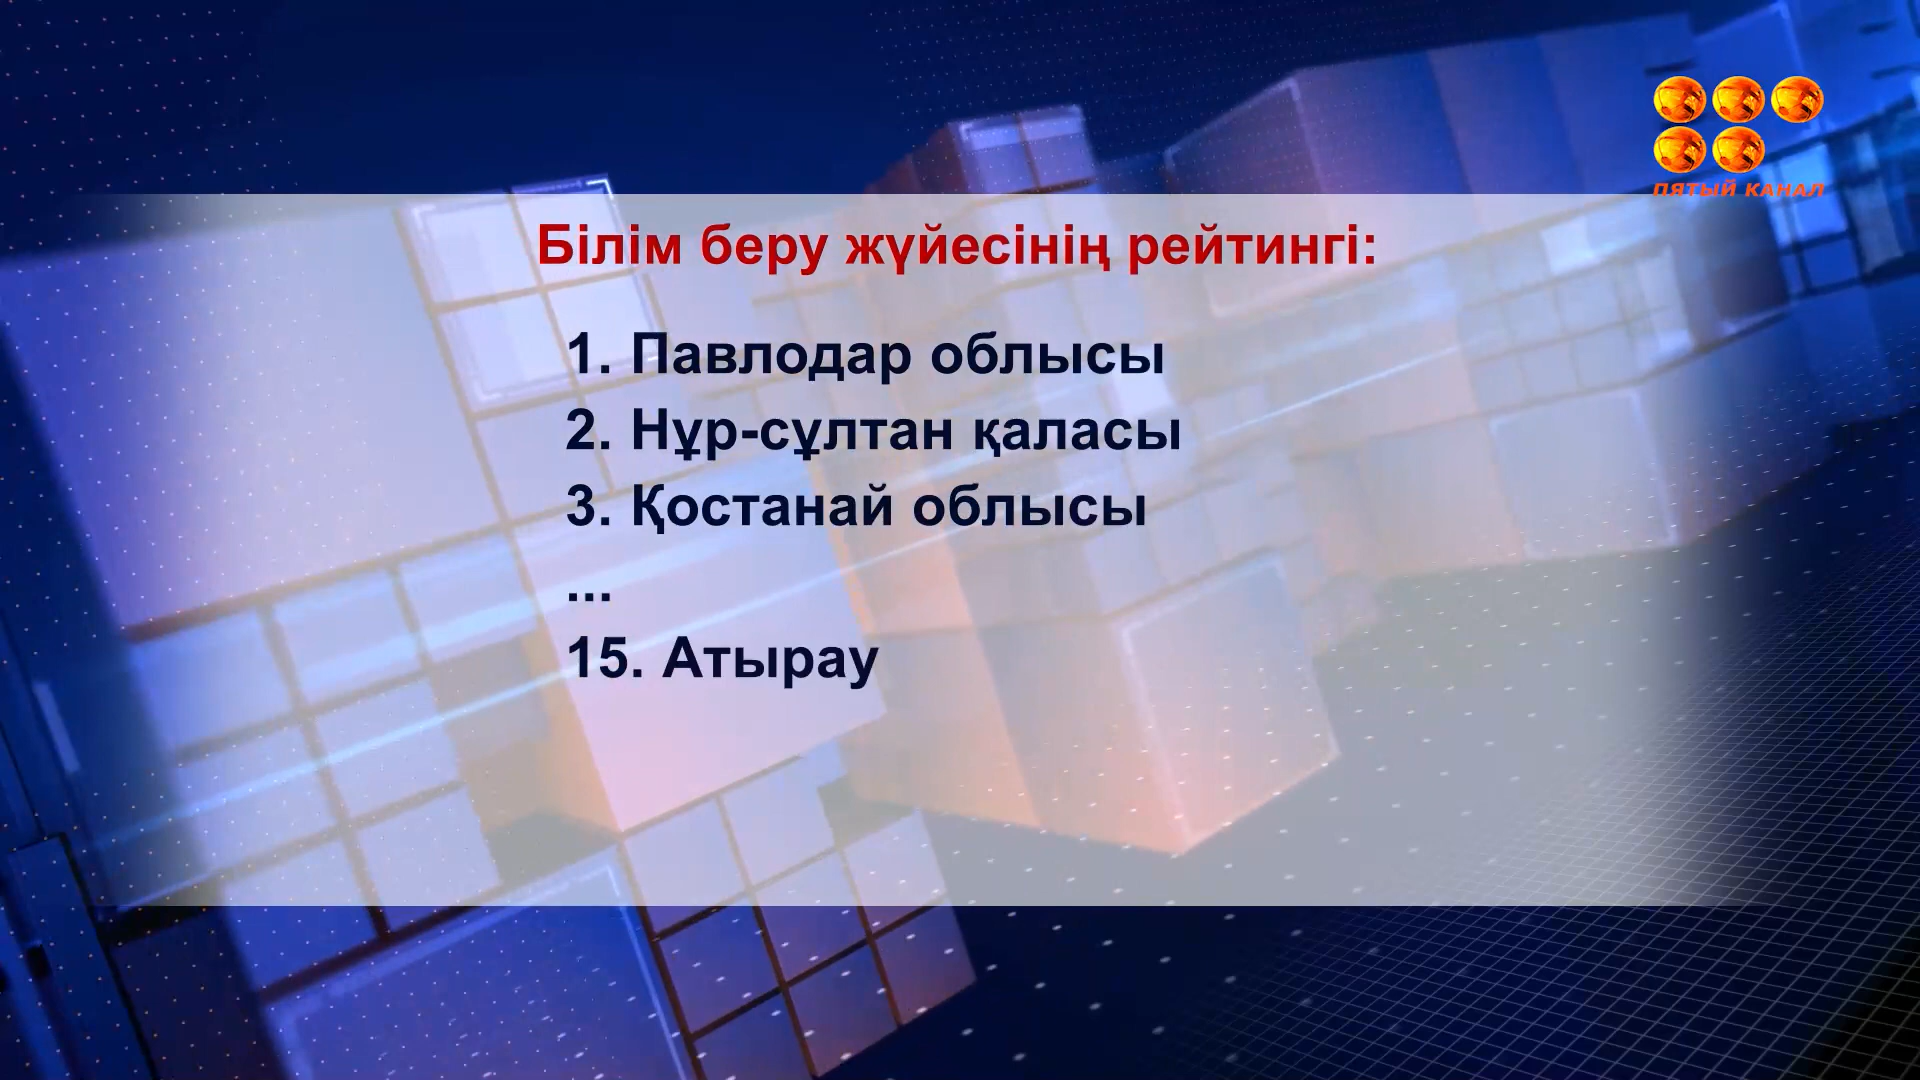 ПЯТЫЙ КАНАЛ
Білім беру жүйесінің рейтингі:
1. Павлодар облысы
2. Нұр-сұлтан қаласы
3. Қостанай облысы
...
15. Атырау